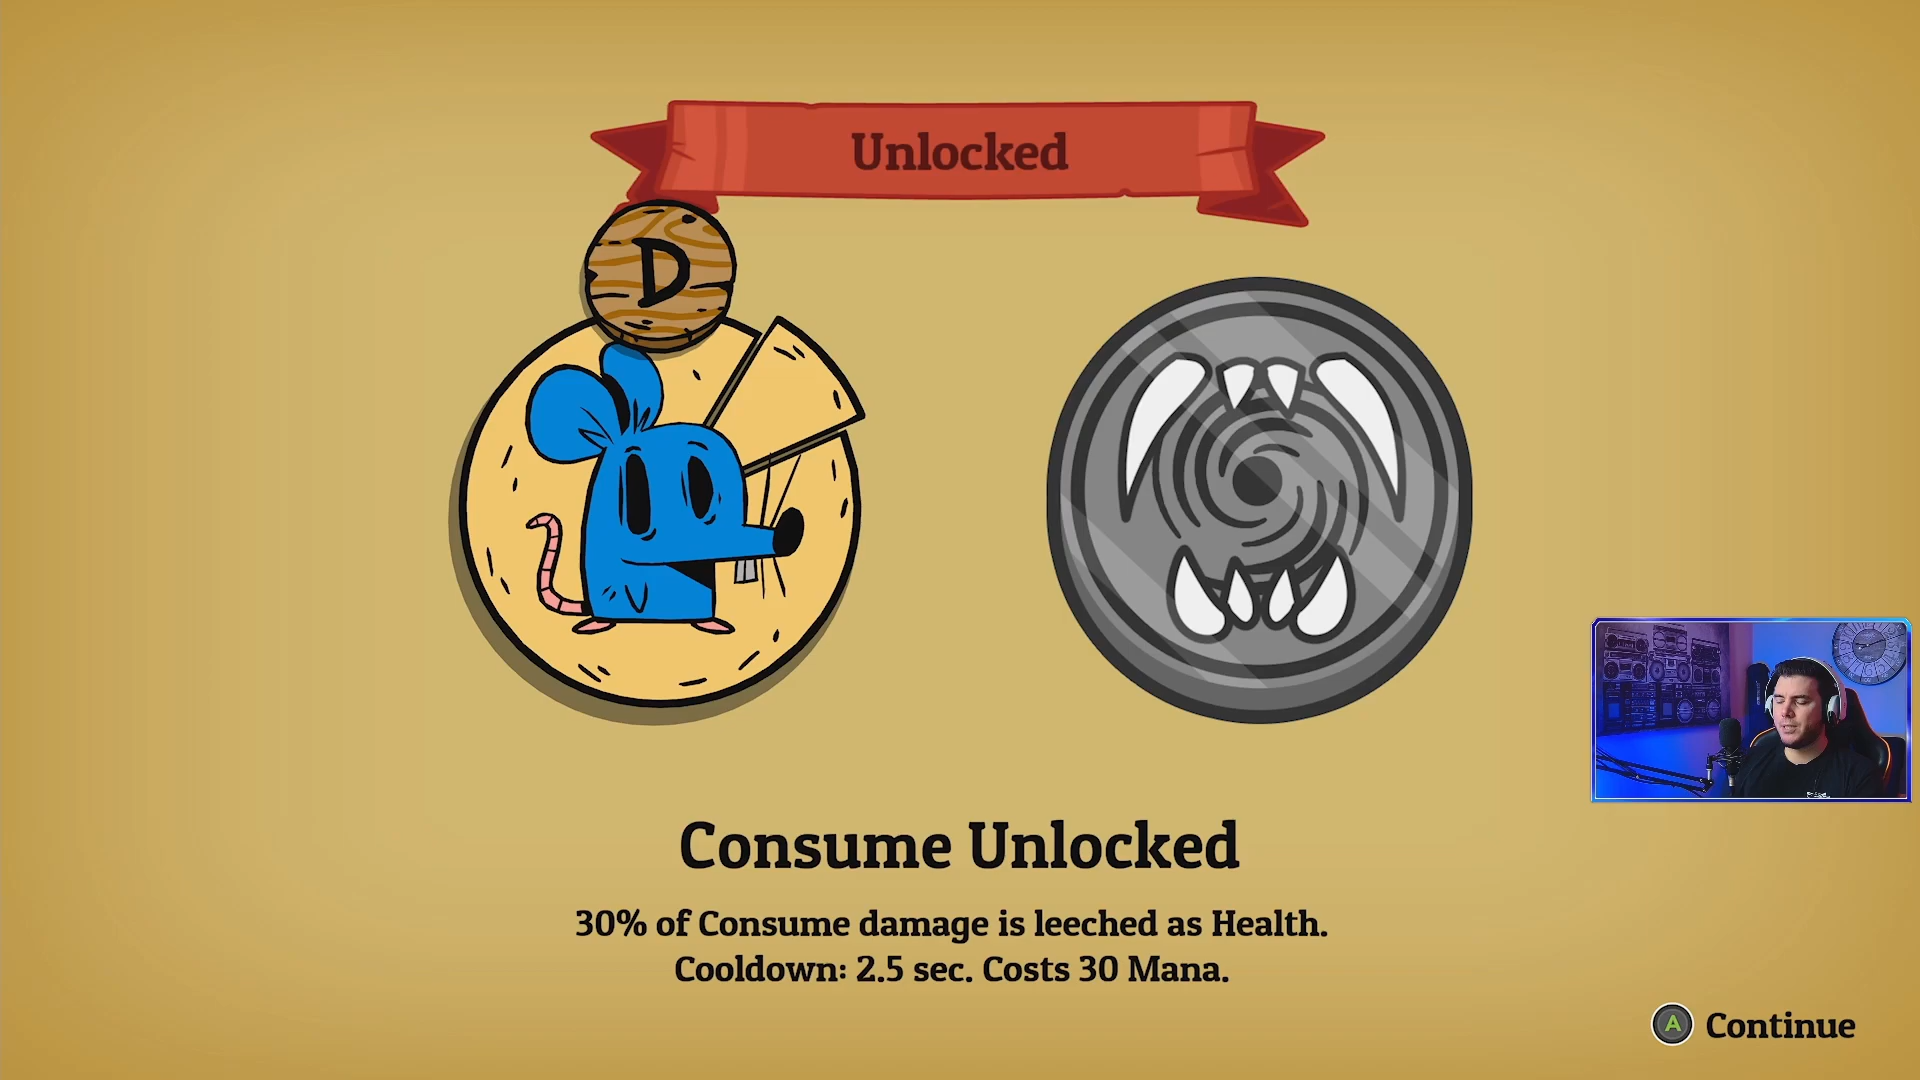 Unlocked
D
Consume Unlocked
30% of Consume damage is leeched as Health.
Cooldown: 2.5 sec. Costs 30 Mana.
A Continue